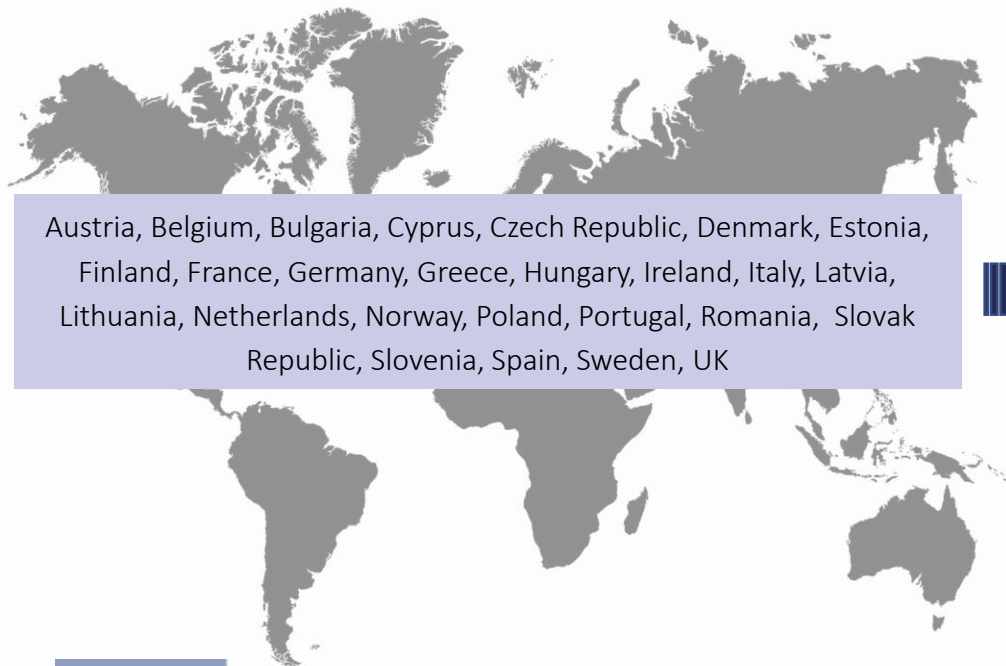 Austria, Belgium, Bulgaria, Cyprus, Czech Republic, Denmark, Estonia,
Finland, France, Germany, Greece, Hungary, Ireland, Italy, Latvia,
Lithuania, Netherlands, Norway, Poland, Portugal, Romania,  Slovak
Republic, Slovenia, Spain, Sweden, UK